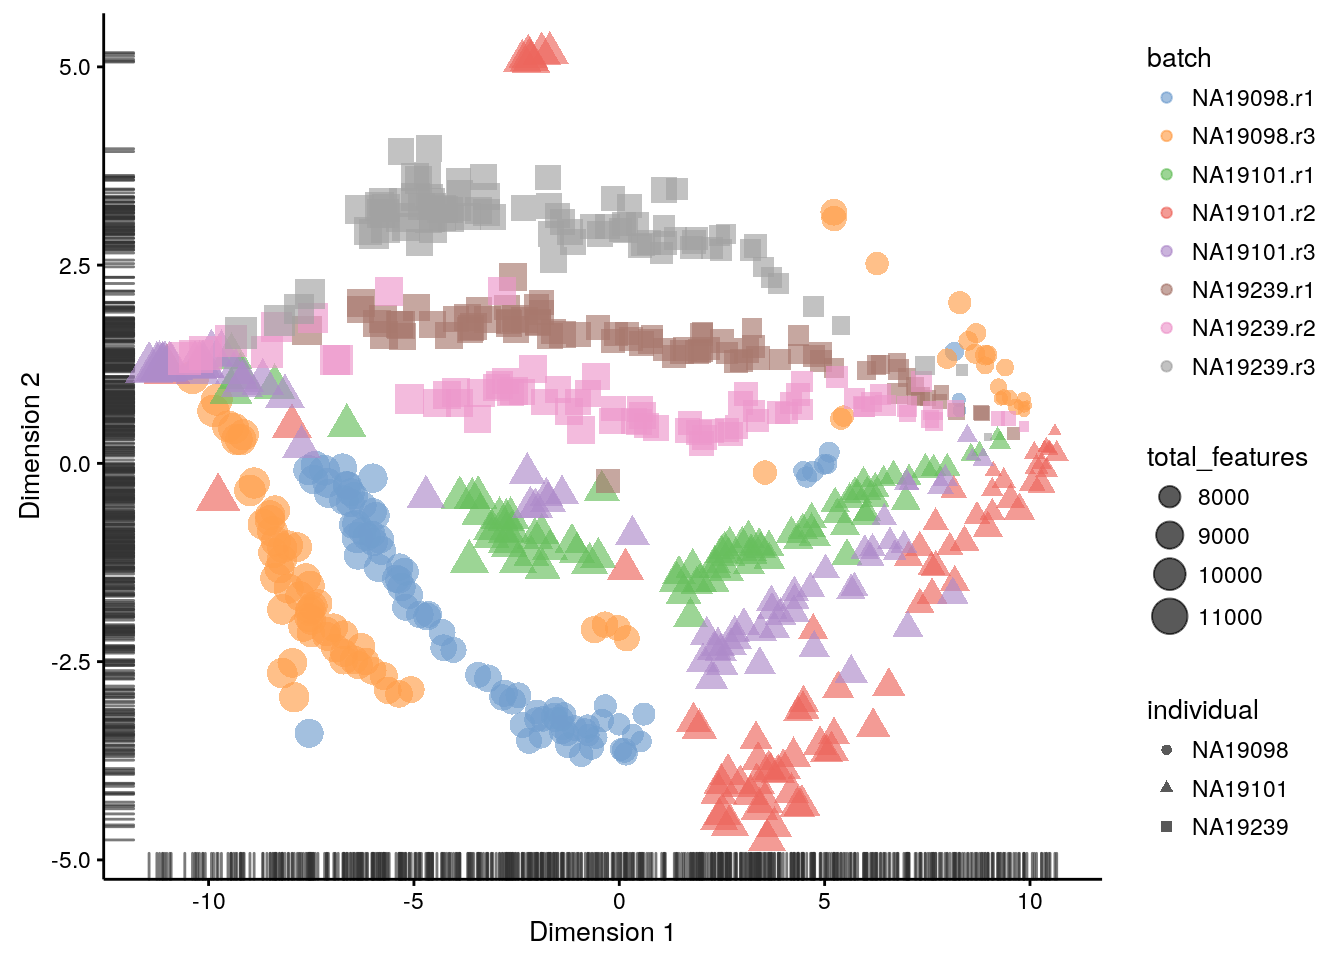 5.0
2.5
0.0
-2.5
-5.0
Dimension 2
-10
-5
0
5
10
Dimension 1
batch
NA19098.r1
NA19098.r3
NA19101.r1
NA19101.r2
NA19101.r3
NA19239.r1
NA19239.r2
NA19239.r3
total_features
8000
9000
10000
11000
individual
NA19098
NA19101
NA19239